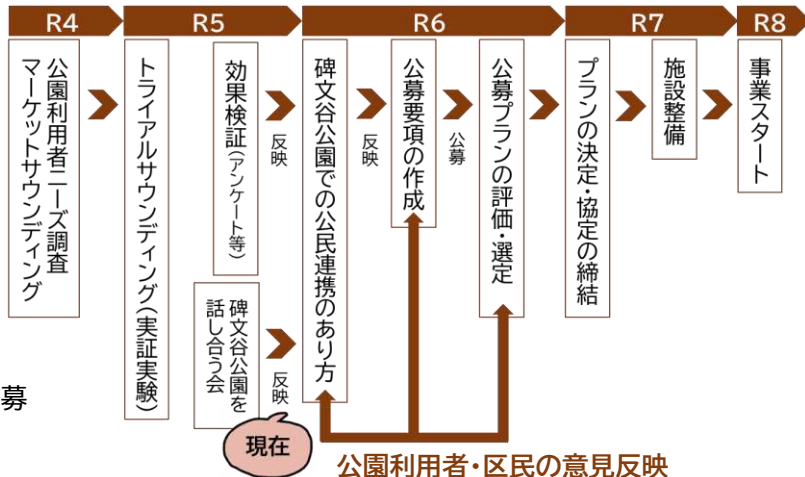 R4
R5
R6
R7
R8
公園利用者ニーズ調査
マーケットサウンディング
トライアルサウンディング(実証実験)
効果検証(アンケート等)
反映
碑文谷公園を
話し合う会
反映
現在
碑文谷公園での公民連携のあり方
反映
公募要項の作成
公募
公募プランの評価・選定
プランの決定・協定の締結
施設整備
事業スタート
募
公園利用者・区民の意見反映